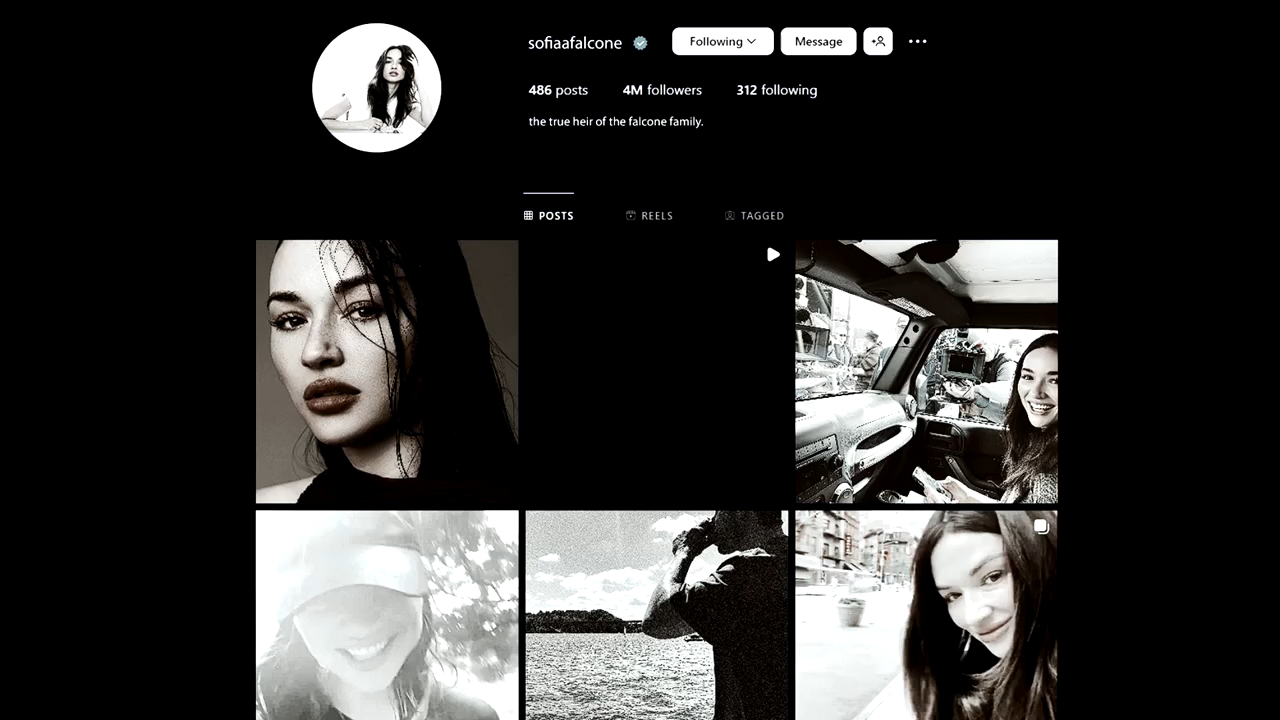 sofiaafalcone Following Message
486 posts 4M followers 312 following
the true heir of the falcone family.
POSTS REELS TAGGED